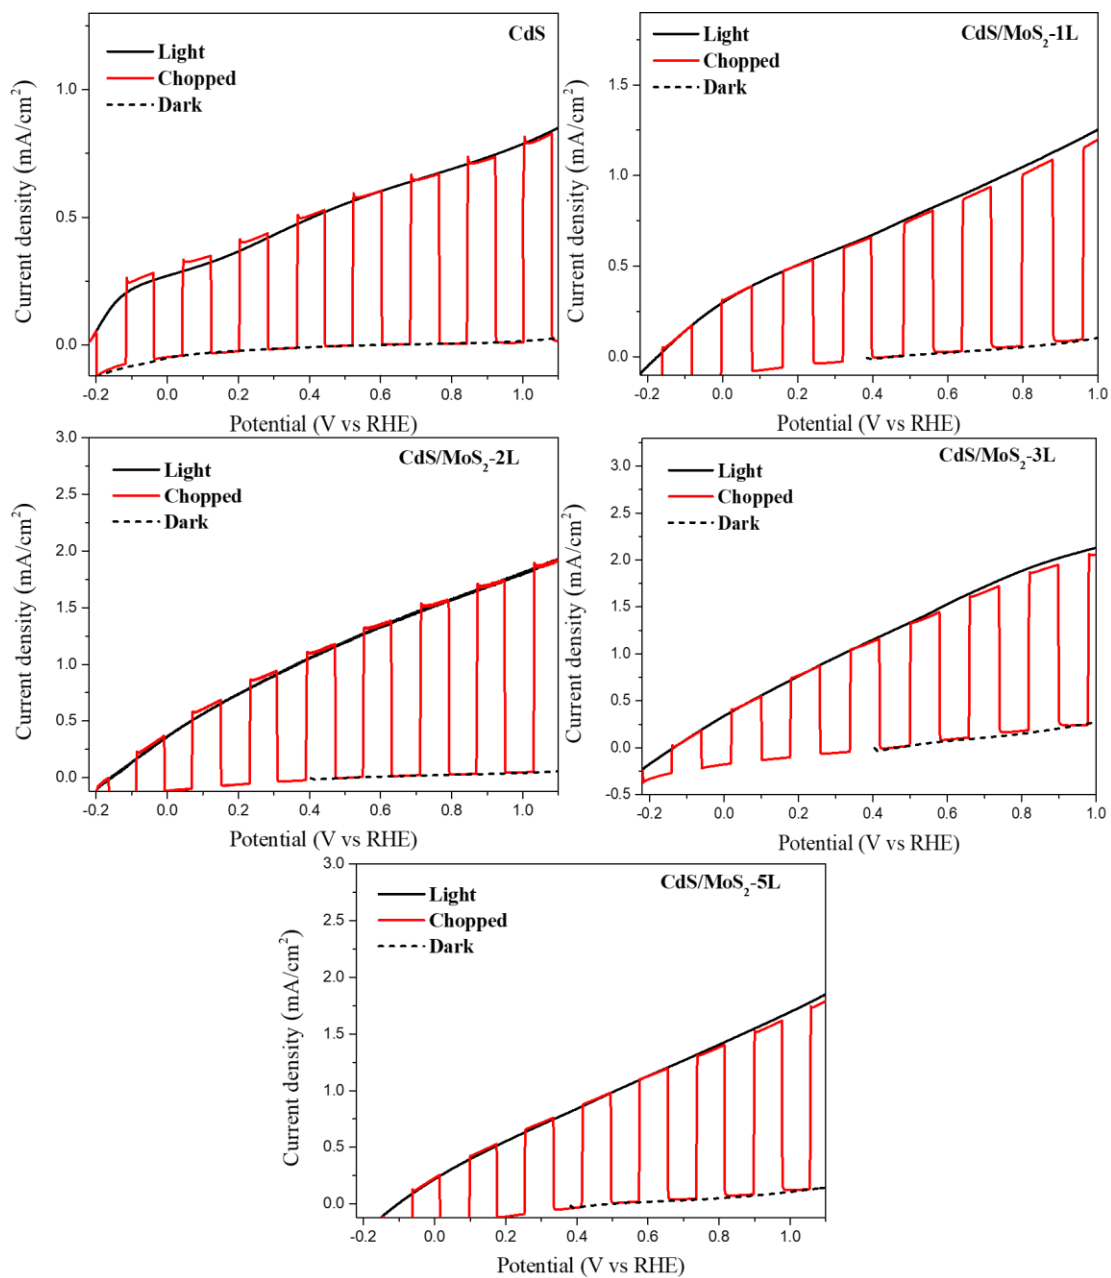 CdS
Light
Chopped
Dark
1.0
0.5
0.0
-0.2 0.0 0.2 0.4 0.6 0.8 1.0
Current density (mA/cm²)
Potential (V vs RHE)
CdS/MoS₂-1L
Light
Chopped
Dark
1.5
1.0
0.5
0.0
-0.2 0.0 0.2 0.4 0.6 0.8 1.0
Current density (mA/cm²)
Potential (V vs RHE)
CdS/MoS₂-2L
Light
Chopped
Dark
3.0
2.5
2.0
1.5
1.0
0.5
0.0
-0.2 0.0 0.2 0.4 0.6 0.8 1.0
Current density (mA/cm²)
Potential (V vs RHE)
CdS/MoS₂-3L
Light
Chopped
Dark
3.0
2.5
2.0
1.5
1.0
0.5
0.0
-0.5
-0.2 0.0 0.2 0.4 0.6 0.8 1.0
Current density (mA/cm²)
Potential (V vs RHE)
CdS/MoS₂-5L
Light
Chopped
Dark
3.0
2.5
2.0
1.5
1.0
0.5
0.0
-0.2 0.0 0.2 0.4 0.6 0.8 1.0
Current density (mA/cm²)
Potential (V vs RHE)